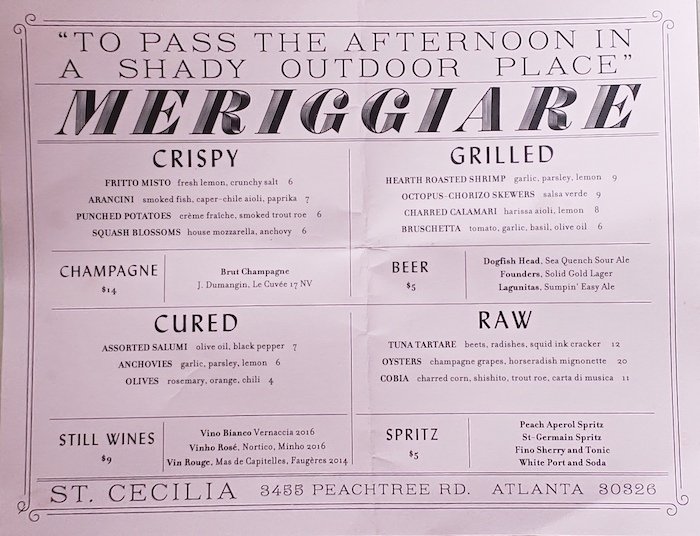 "TO PASS THE AFTERNOON IN
A SHADY OUTDOOR PLACE"
MERIGGIARE
CRISPY
FRITTO MISTO fresh lemon, crunchy salt 6
ARANCINI smoked fish, caper-chile aioli, paprika 7
PUNCHED POTATOES crème fraîche, smoked trout roe 6
SQUASH BLOSSOMS house mozzarella, anchovy 6
GRILLED
HEARTH ROASTED SHRIMP garlic, parsley, lemon 9
OCTOPUS-CHORIZO SKEWERS salsa verde 9
CHARRED CALAMARI harissa aioli, lemon 8
BRUSCHETTA tomato, garlic, basil, olive oil 6
CHAMPAGNE
$14
Brut Champagne
J. Dumangin, Le Cuvée 17 NV
BEER
$5
Dogfish Head, Sea Quench Sour Ale
Founders, Solid Gold Lager
Lagunitas, Sumpin' Easy Ale
CURED
ASSORTED SALUMI olive oil, black pepper 7
ANCHOVIES garlic, parsley, lemon 6
OLIVES rosemary, orange, chili 4
RAW
TUNA TARTARE beets, radishes, squid ink cracker 12
OYSTERS champagne grapes, horseradish mignonette 20
COBIA charred corn, shishito, trout roe, carta di musica 11
STILL WINES
$9
Vino Bianco Vernaccia 2016
Vinho Rosé, Nortico, Minho 2016
Vin Rouge, Mas de Capitelles, Faugères 2014
SPRITZ
$5
Peach Aperol Spritz
St-Germain Spritz
Fino Sherry and Tonic
White Port and Soda
ST. CECILIA 3455 PEACHTREE RD. ATLANTA 30326